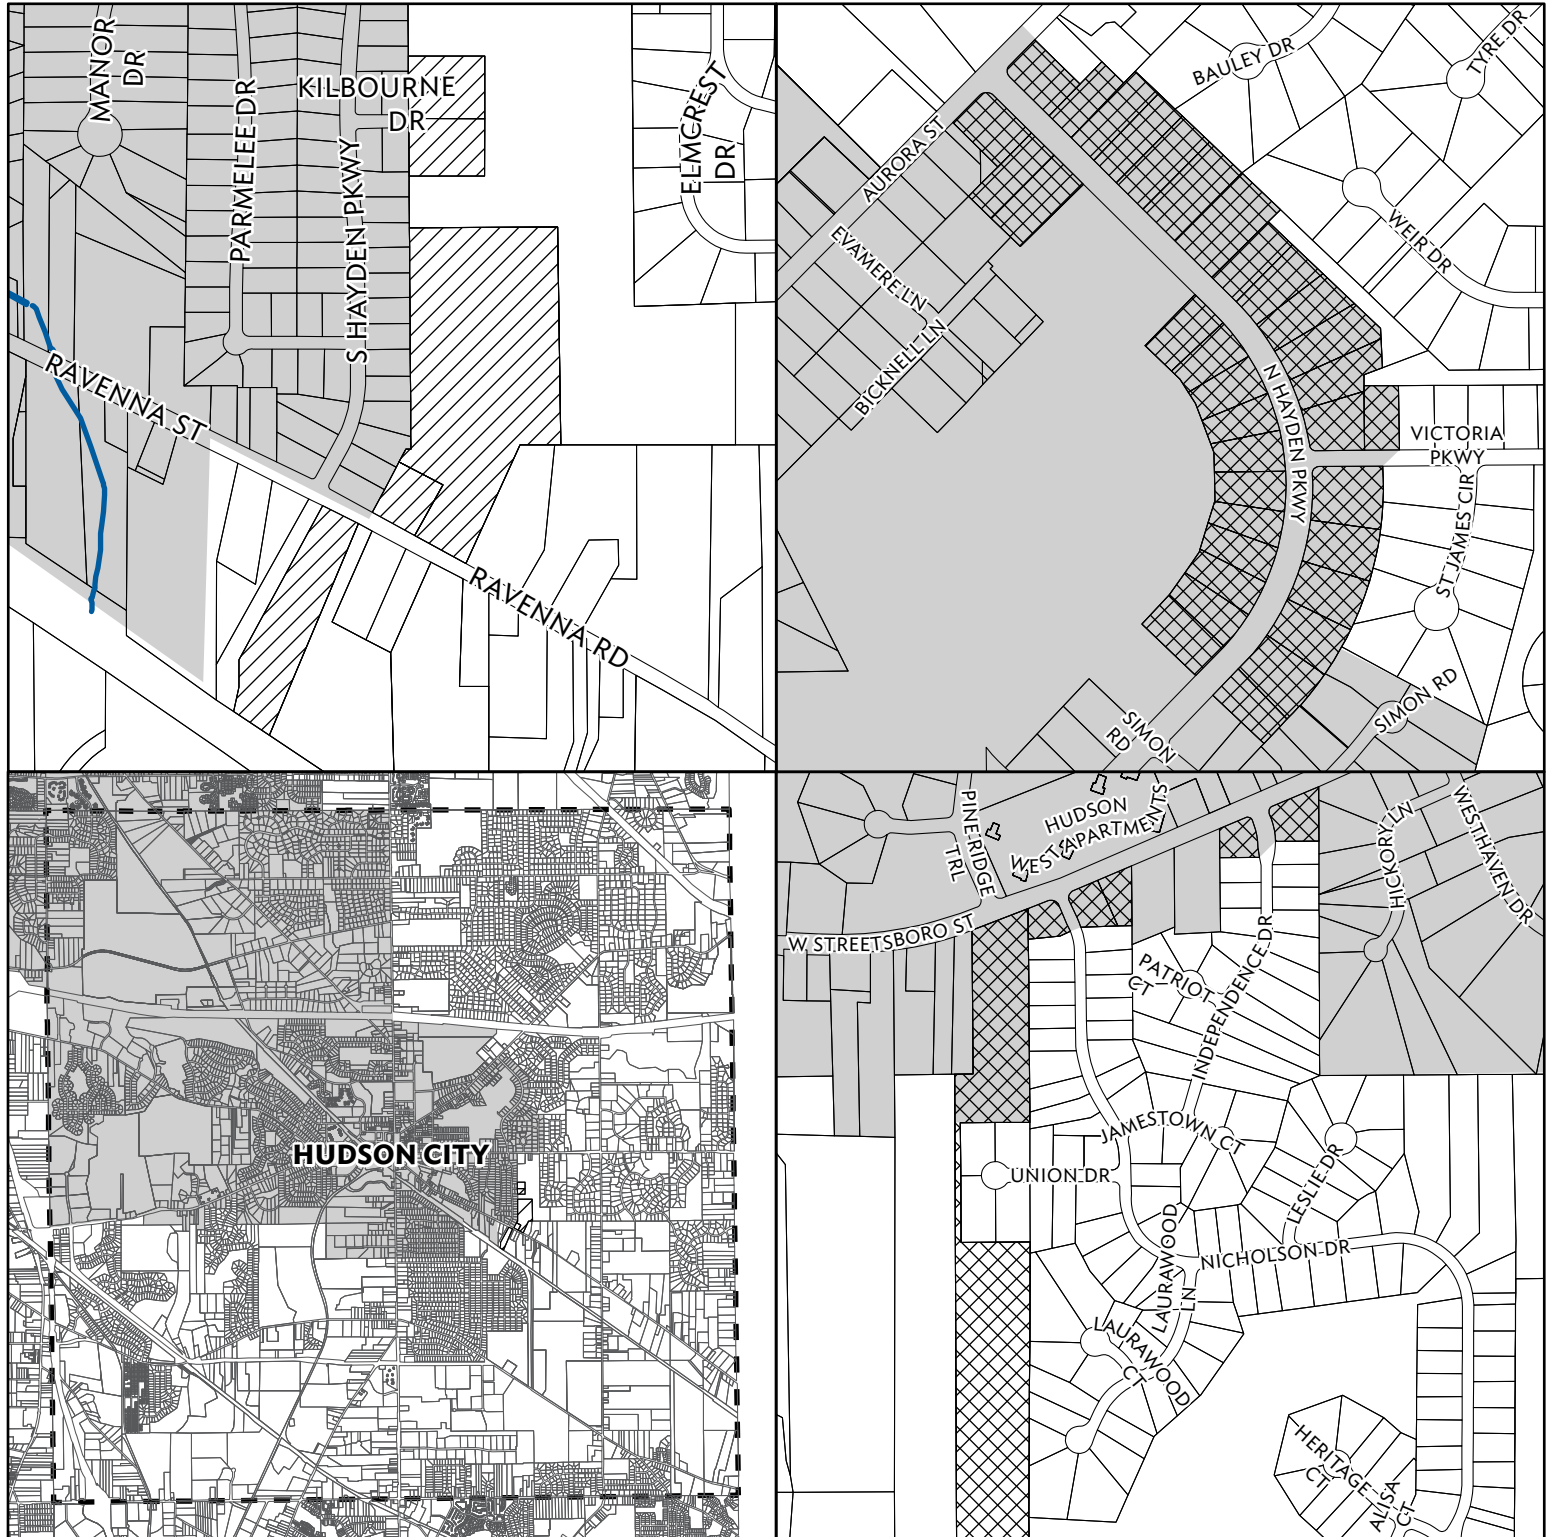 MANOR
DR
PARMELEE DR
KILBOURNE
DR
S HAYDEN PKWY
ELMCREST
DR
RAVENNA ST
RAVENNA RD
BAULEY DR
TYRE DR
AURORA ST
EVAMERE LN
BICKNELL LN
WEIR DR
N HAYDEN PKWY
VICTORIA
PKWY
ST JAMES CIR
SIMON RD
SIMON
RD
HUDSON CITY
PINERIDGE
TRL
HUDSON
WEST APARTMENTS
W STREETSBORO ST
HICKORY LN
WESTHAVEN DR
PATRIOT
CT
INDEPENDENCE DR
JAMESTOWN CT
UNION DR
LESLIE DR
LAURAWOOD
LN
NICHOLSON DR
LAURAWOOD
CT
HERITAGE
CT
ALISA
CT